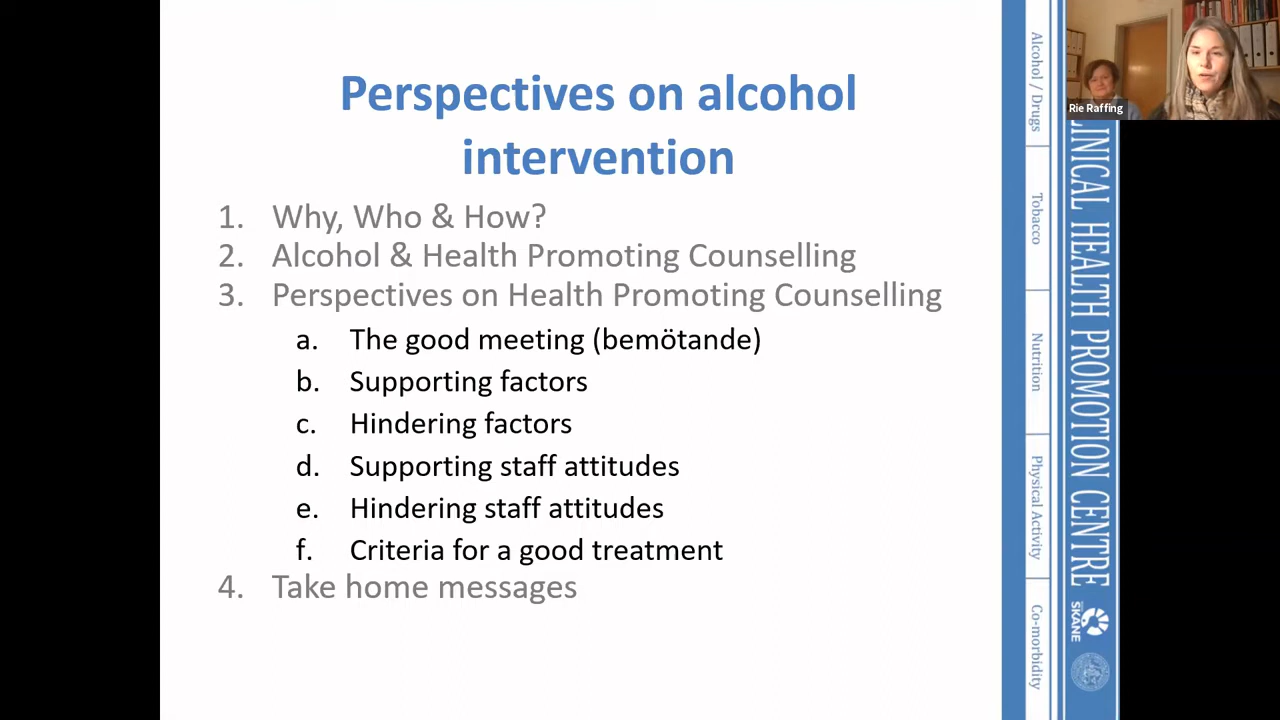 Perspectives on alcohol
intervention
1. Why, Who & How?
2. Alcohol & Health Promoting Counselling
3. Perspectives on Health Promoting Counselling
a. The good meeting (bemötande)
b. Supporting factors
c. Hindering factors
d. Supporting staff attitudes
e. Hindering staff attitudes
f. Criteria for a good treatment
4. Take home messages
Alcohol / Drugs
Tobacco
Nutrition
Physical Activity
Co-morbidity
LINICAL HEALTH PROMOTION CENTRE
SKÅNE
Rie Raffing